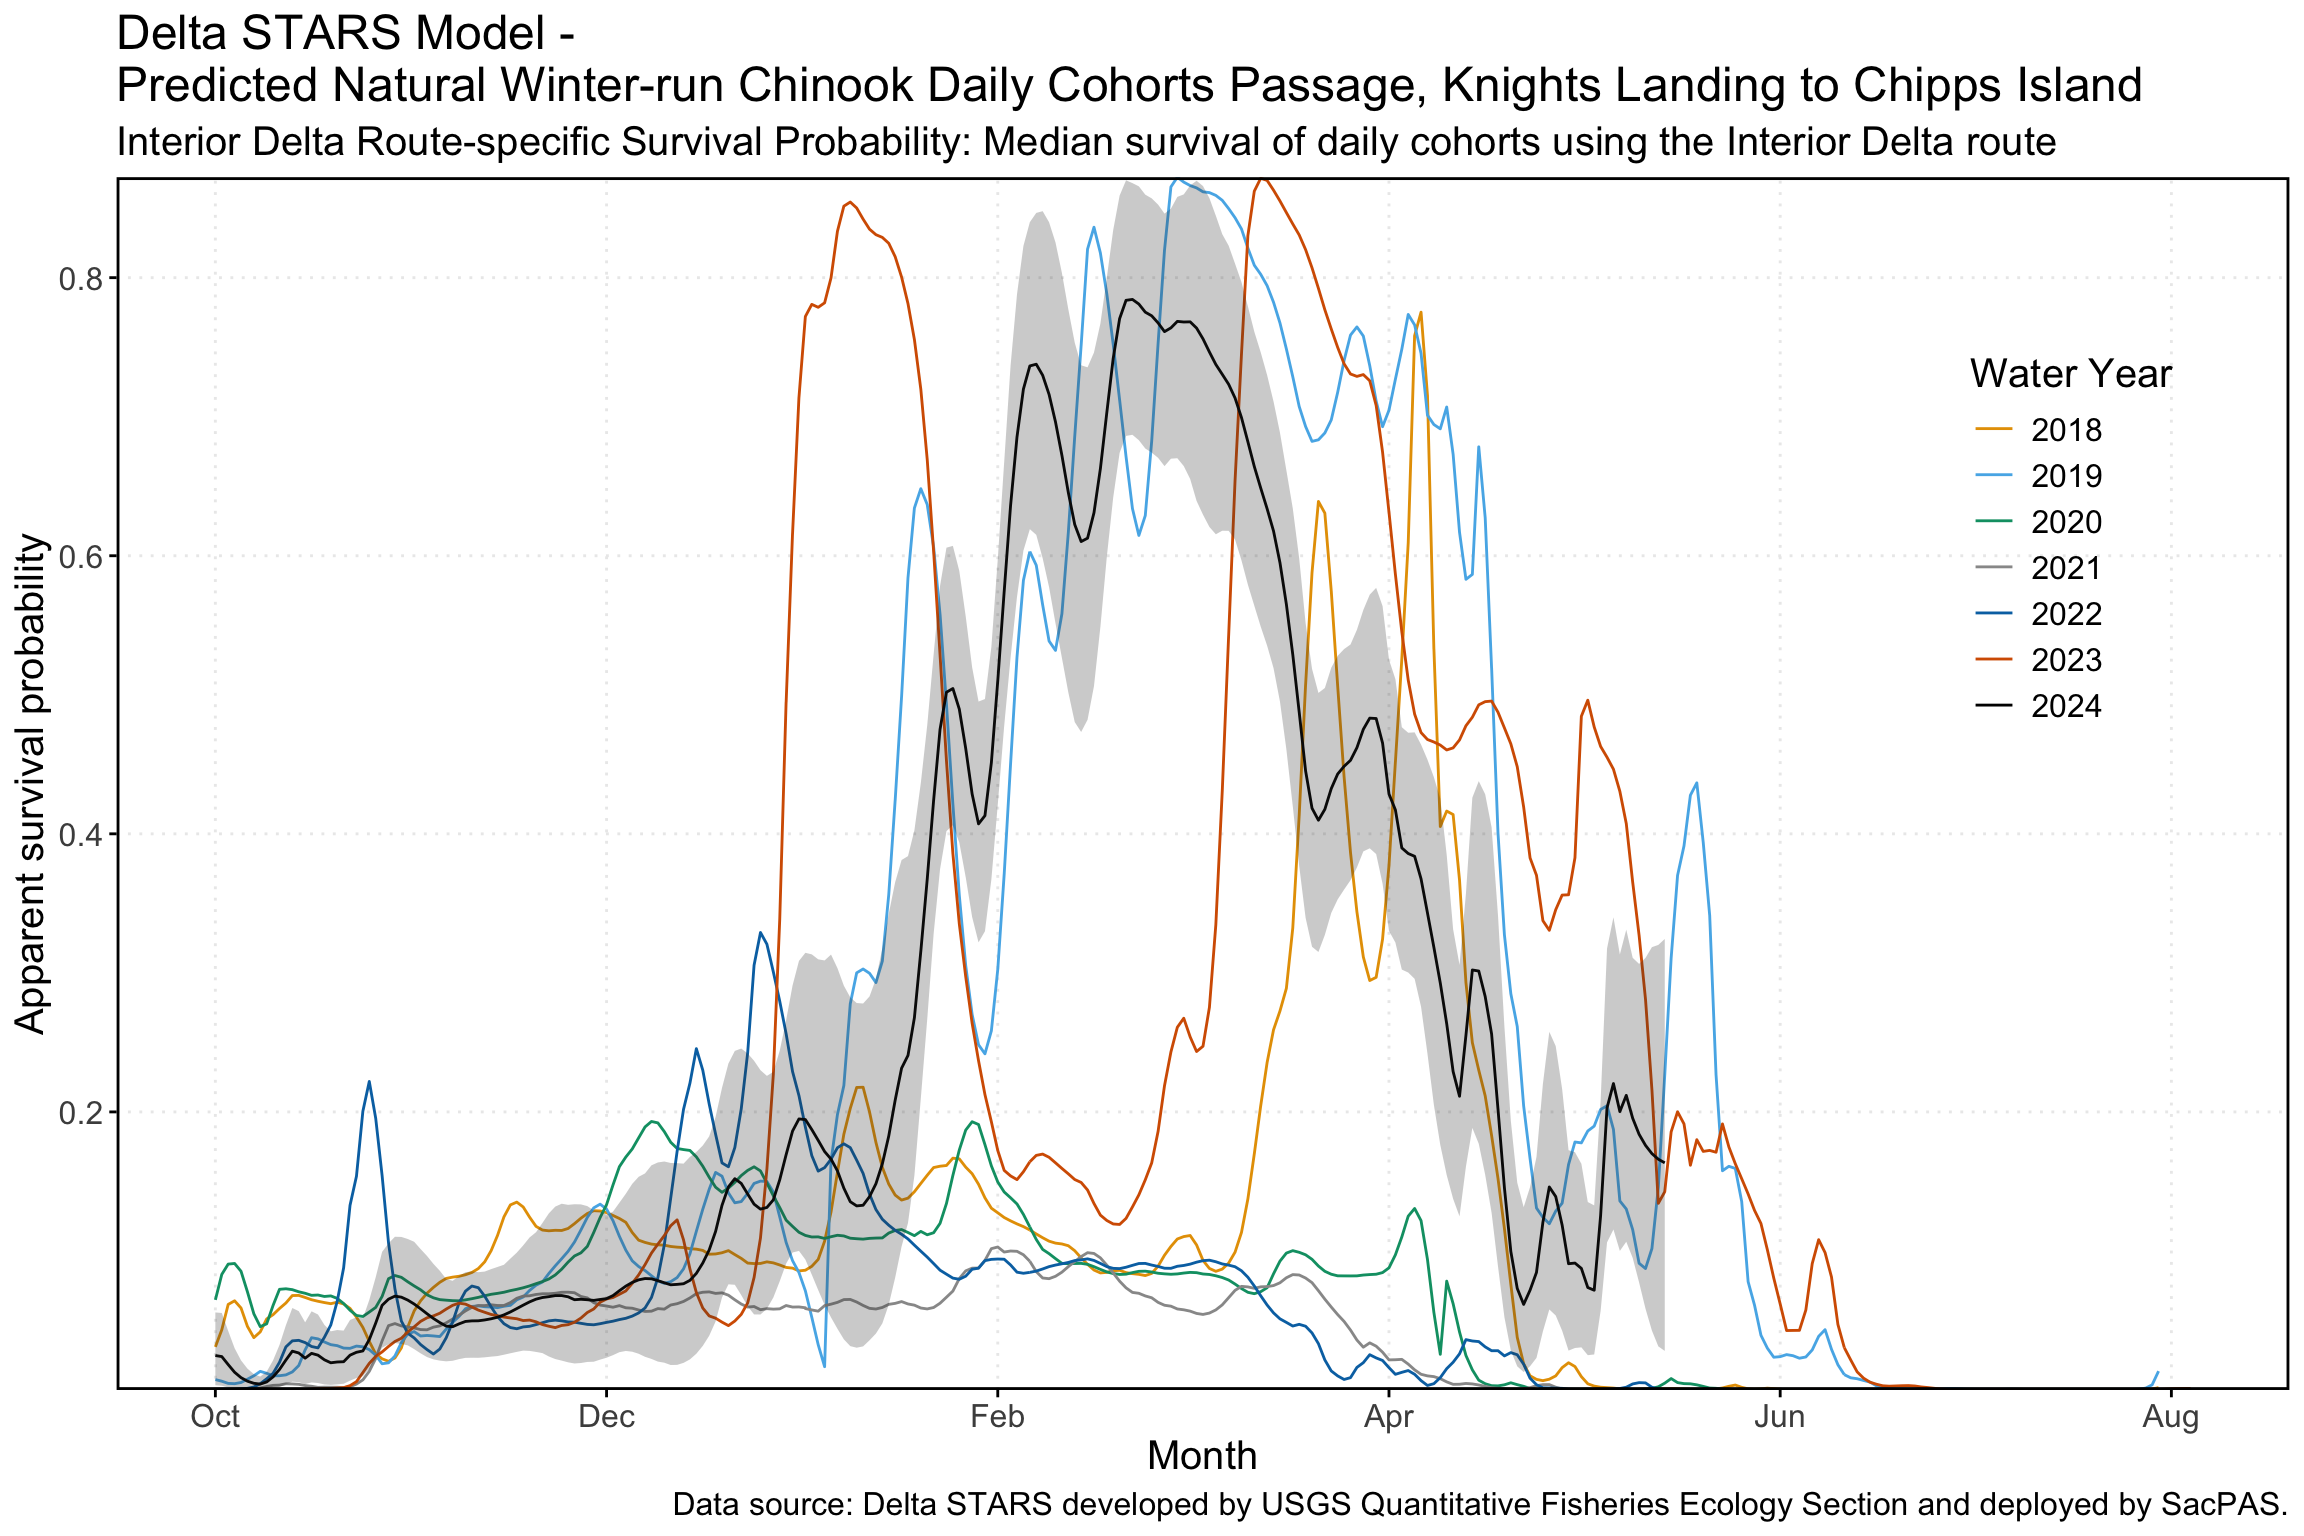 Delta STARS Model -
Predicted Natural Winter-run Chinook Daily Cohorts Passage, Knights Landing to Chipps Island
Interior Delta Route-specific Survival Probability: Median survival of daily cohorts using the Interior Delta route
Apparent survival probability
0.8
0.6
0.4
0.2
Water Year
2018
2019
2020
2021
2022
2023
2024
Oct
Dec
Feb
Apr
Jun
Aug
Month
Data source: Delta STARS developed by USGS Quantitative Fisheries Ecology Section and deployed by SacPAS.